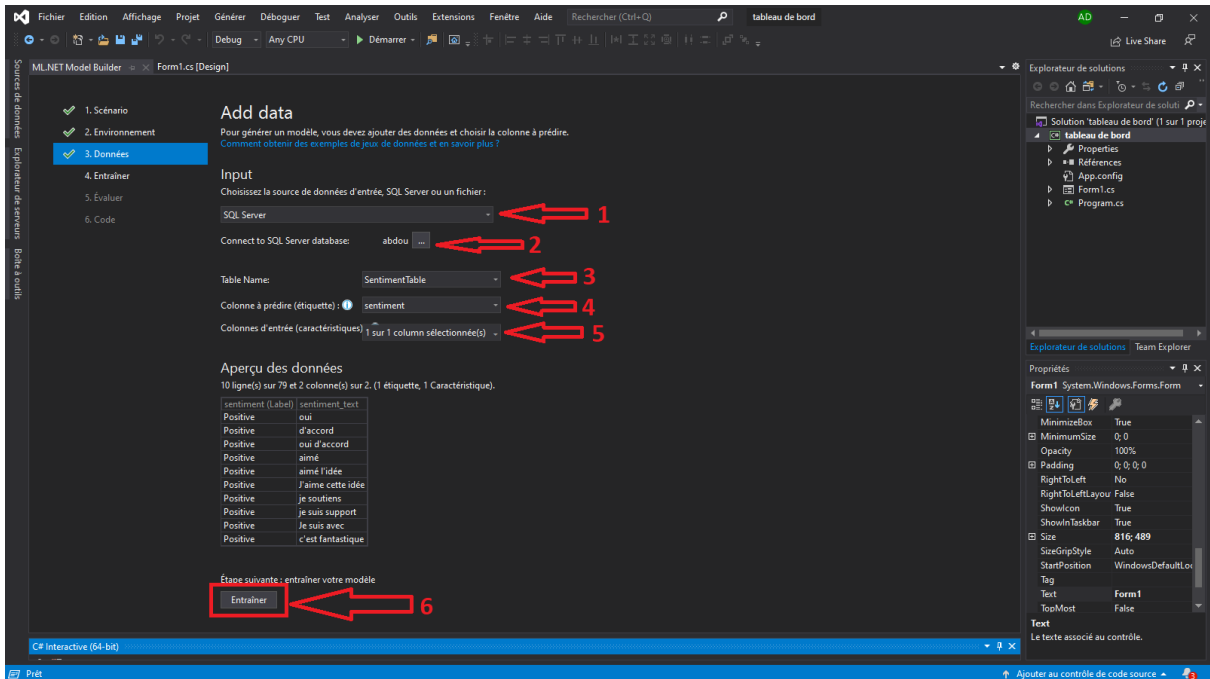 Fichier Edition Affichage Projet Générer Déboguer Test Analyser Outils Extensions Fenêtre Aide Rechercher (Ctrl+Q) tableau de bord AD
Debug Any CPU Démarrer Live Share
Sources de données
Explorateur de serveurs
Boîte à outils
ML.NET Model Builder Form1.cs [Design]
1. Scénario
2. Environnement
3. Données
4. Entraîner
5. Évaluer
6. Code
Add data
Pour générer un modèle, vous devez ajouter des données et choisir la colonne à prédire.
Comment obtenir des exemples de jeux de données et en savoir plus ?
Input
Choisissez la source de données d'entrée, SQL Server ou un fichier :
SQL Server 1
Connect to SQL Server database: abdou ... 2
Table Name: SentimentTable 3
Colonne à prédire (étiquette) : sentiment 4
Colonnes d'entrée (caractéristiques) 1 sur 1 column sélectionnée(s) 5
Aperçu des données
10 ligne(s) sur 79 et 2 colonne(s) sur 2. (1 étiquette, 1 Caractéristique).
sentiment (Label) sentiment_text
Positive oui
Positive d'accord
Positive oui d'accord
Positive aimé
Positive aimé l'idée
Positive J'aime cette idée
Positive je soutiens
Positive je suis support
Positive Je suis avec
Positive c'est fantastique
Étape suivante : entraîner votre modèle
Entraîner 6
C# Interactive (64-bit)
Explorateur de solutions
Rechercher dans Explorateur de soluti
Solution 'tableau de bord' (1 sur 1 proje
tableau de bord
Properties
Références
App.config
Form1.cs
Program.cs
Explorateur de solutions Team Explorer
Propriétés
Form1 System.Windows.Forms.Form
MinimizeBox True
MinimumSize 0; 0
Opacity 100%
Padding 0; 0; 0; 0
RightToLeft No
RightToLeftLayou False
ShowIcon True
ShowInTaskbar True
Size 816; 489
SizeGripStyle Auto
StartPosition WindowsDefaultLo
Tag
Text Form1
TopMost False
Text
Le texte associé au contrôle.
Prêt Ajouter au contrôle de code source